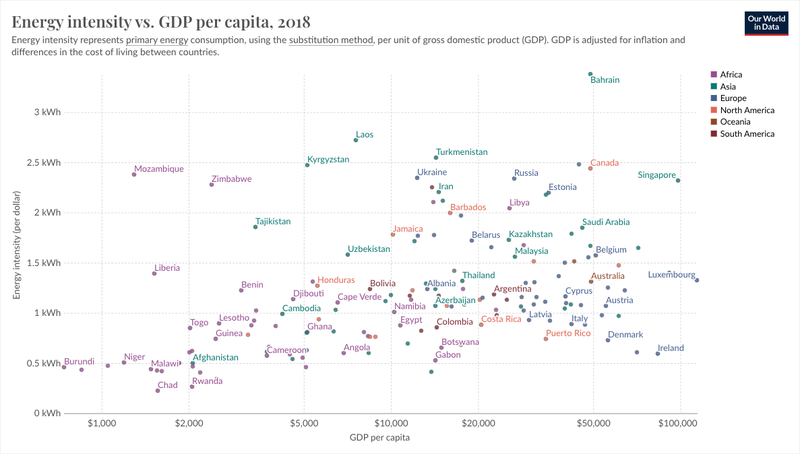 Energy intensity vs. GDP per capita, 2018
Our World
in Data
Energy intensity represents primary energy consumption, using the substitution method, per unit of gross domestic product (GDP). GDP is adjusted for inflation and
differences in the cost of living between countries.
Africa
Asia
Europe
North America
Oceania
South America
Energy intensity (per dollar)
3 kWh
2.5 kWh
2 kWh
1.5 kWh
1 kWh
0.5 kWh
0 kWh
Bahrain
Laos
Turkmenistan
Kyrgyzstan
Canada
Mozambique
Ukraine
Russia
Singapore
Zimbabwe
Iran
Estonia
Libya
Barbados
Tajikistan
Saudi Arabia
Jamaica
Belarus
Kazakhstan
Uzbekistan
Malaysia
Belgium
Liberia
Thailand
Luxembourg
Australia
Honduras
Bolivia
Albania
Benin
Argentina
Cyprus
Djibouti
Cape Verde
Azerbaijan
Austria
Cambodia
Namibia
Lesotho
Latvia
Togo
Egypt
Colombia
Costa Rica
Italy
Ghana
Guinea
Puerto Rico
Denmark
Botswana
Cameroon
Angola
Ireland
Niger
Afghanistan
Gabon
Burundi
Malawi
Chad
Rwanda
$1,000
$2,000
$5,000
$10,000
$20,000
$50,000
$100,000
GDP per capita